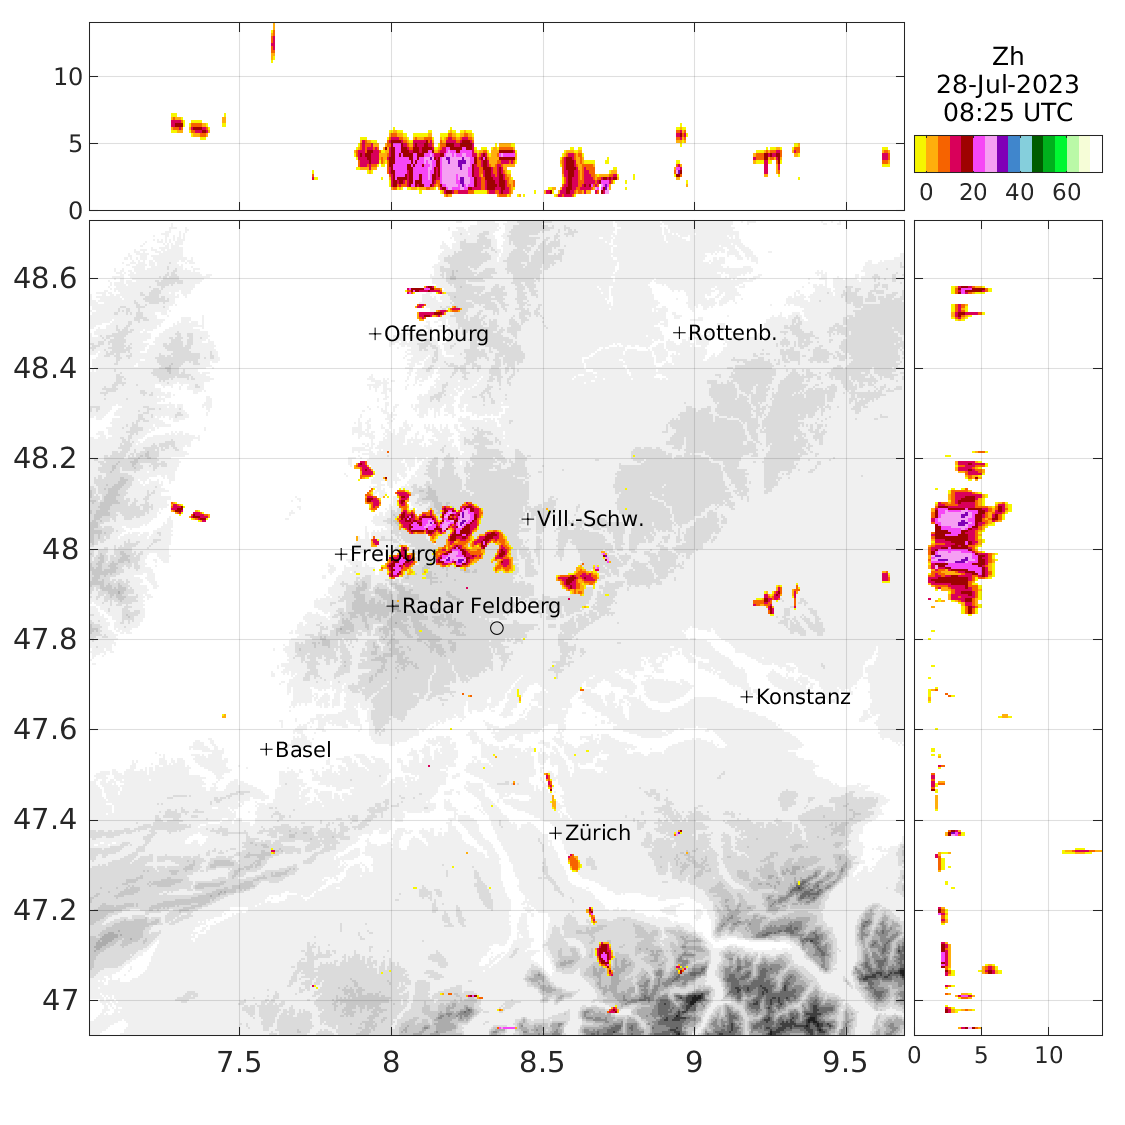 Zh
28-Jul-2023
08:25 UTC
0 20 40 60
10
5
0
48.6
48.4
48.2
48
47.8
47.6
47.4
47.2
47
Offenburg
Rottenb.
Vill.-Schw.
Freiburg
Radar Feldberg
Konstanz
Basel
Zürich
7.5 8 8.5 9 9.5
0 5 10